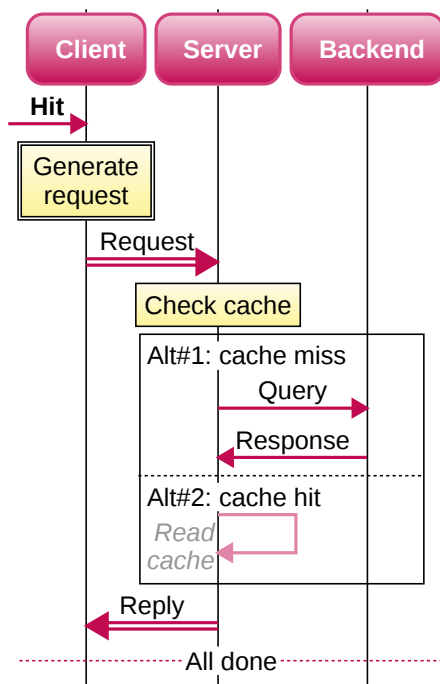 Client Server Backend
Hit
Generate
request
Request
Check cache
Alt#1: cache miss
Query
Response
Alt#2: cache hit
Read
cache
Reply
All done